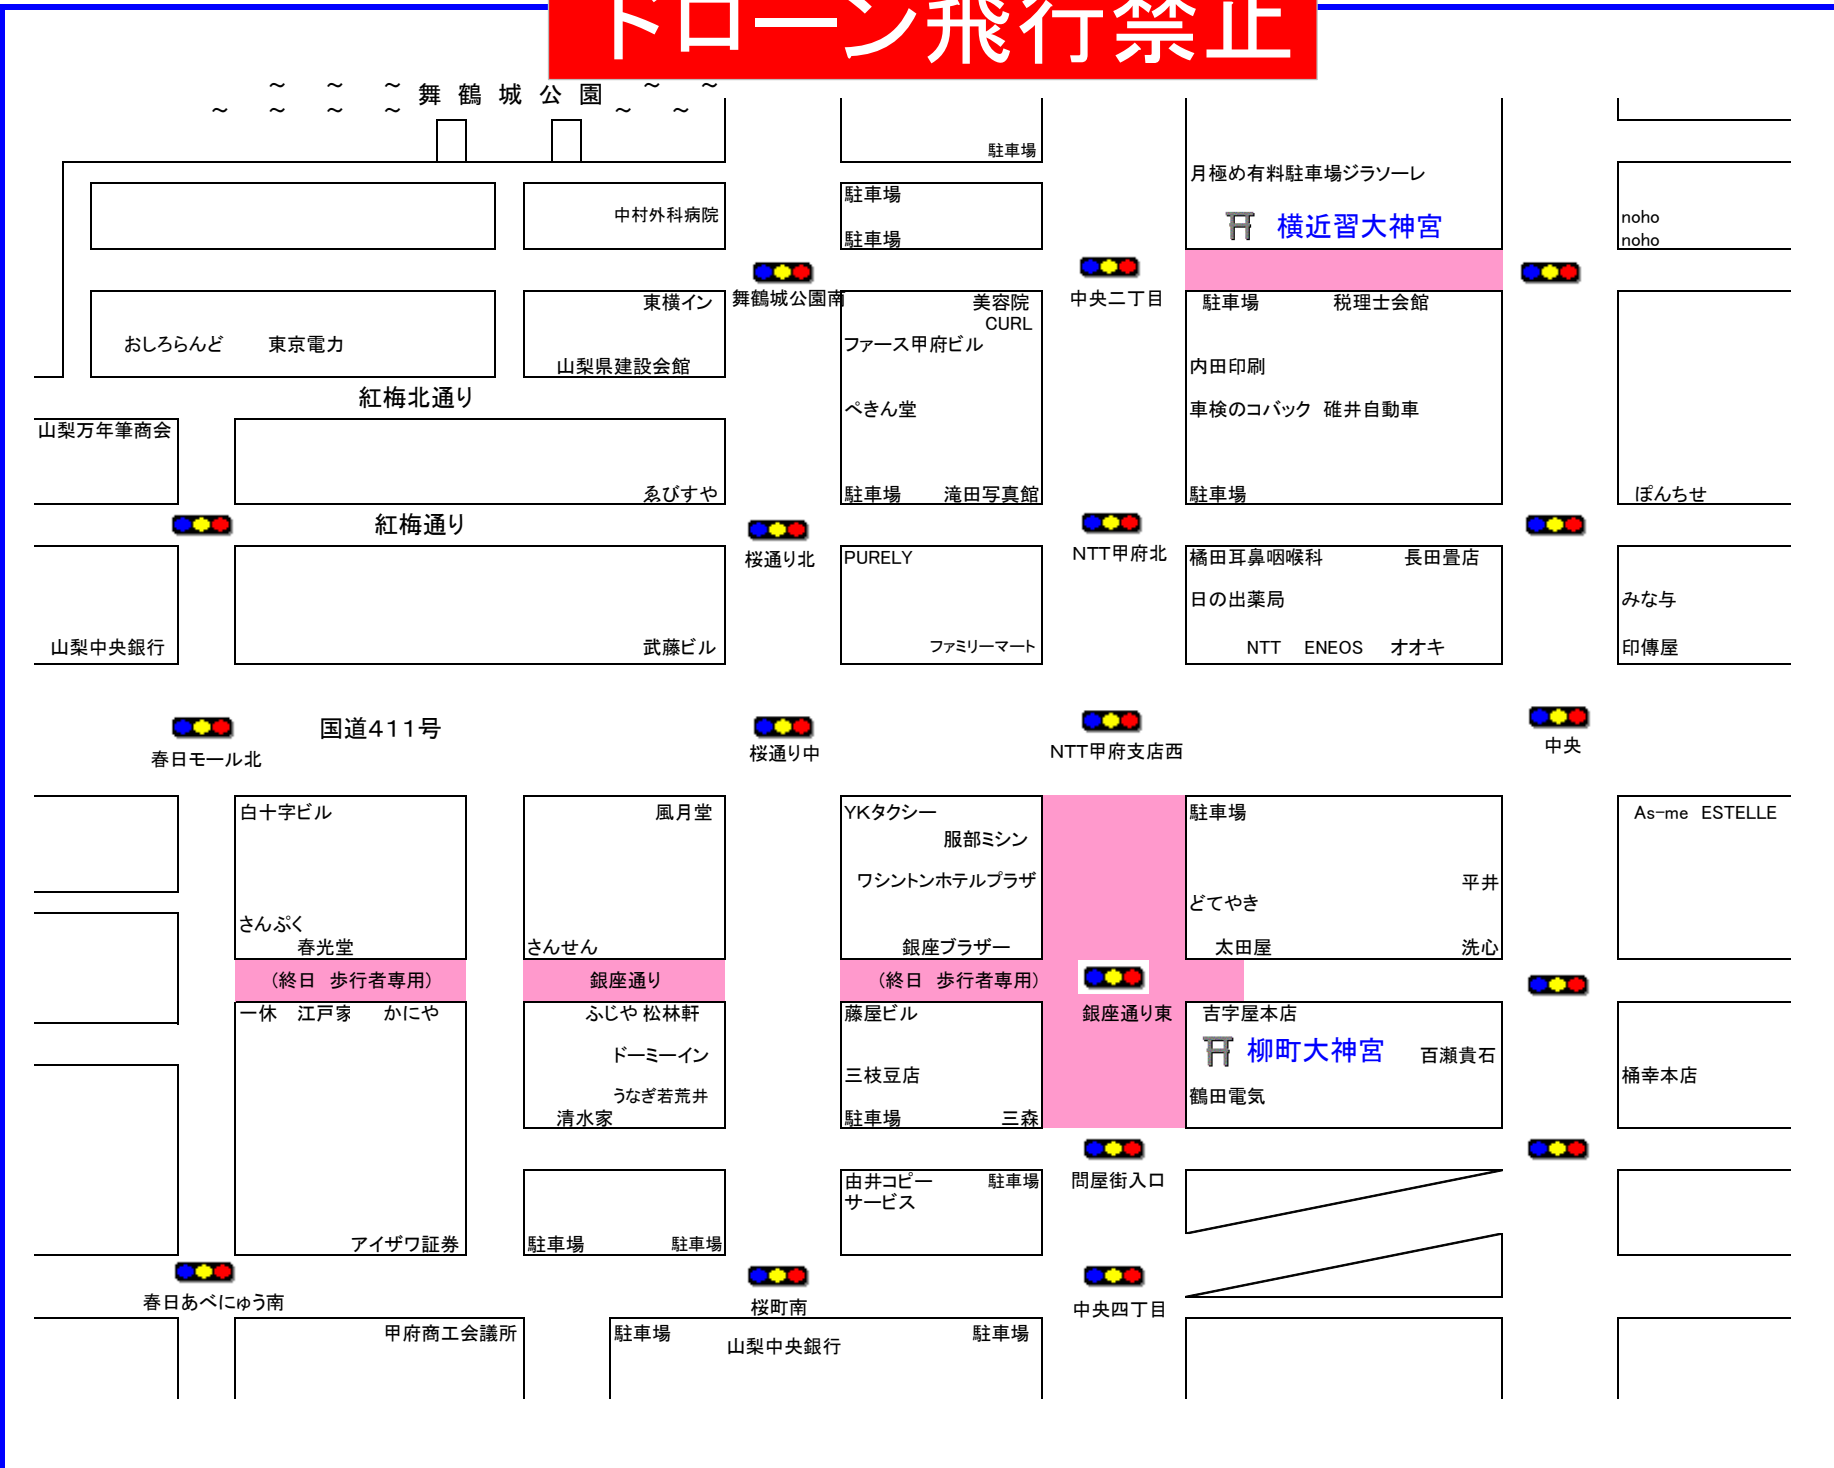 ドローン飛行禁止
～ ～ ～ 舞鶴城公園 ～ ～
～ ～ ～ ～ ～ ～
駐車場
月極め有料駐車場ジラソーレ
中村外科病院
駐車場
駐車場
横近習大神宮
noho
noho
舞鶴城公園南
中央二丁目
東横イン
おしろらんど 東京電力
山梨県建設会館
美容院
CURL
ファース甲府ビル
ぺきん堂
駐車場 滝田写真館
駐車場 税理士会館
内田印刷
車検のコバック 碓井自動車
駐車場
ぽんちせ
紅梅北通り
山梨万年筆商会
ゑびすや
紅梅通り
桜通り北
NTT甲府北
山梨中央銀行
武藤ビル
PURELY
ファミリーマート
橘田耳鼻咽喉科 長田畳店
日の出薬局
NTT ENEOS オオキ
みな与
印傳屋
国道411号
春日モール北
桜通り中
NTT甲府支店西
中央
白十字ビル
さんぷく
春光堂
風月堂
さんせん
YKタクシー
服部ミシン
ワシントンホテルプラザ
銀座ブラザー
駐車場
平井
どてやき
太田屋 洗心
As-me ESTELLE
(終日 歩行者専用)
銀座通り
(終日 歩行者専用)
銀座通り東
一休 江戸家 かにや
アイザワ証券
ふじや 松林軒
ドーミーイン
うなぎ若荒井
清水家
藤屋ビル
三枝豆店
駐車場 三森
吉字屋本店
柳町大神宮 百瀬貴石
鶴田電気
桶幸本店
問屋街入口
駐車場 駐車場
由井コピー 駐車場
サービス
春日あべにゅう南
桜町南
中央四丁目
甲府商工会議所
駐車場 山梨中央銀行 駐車場